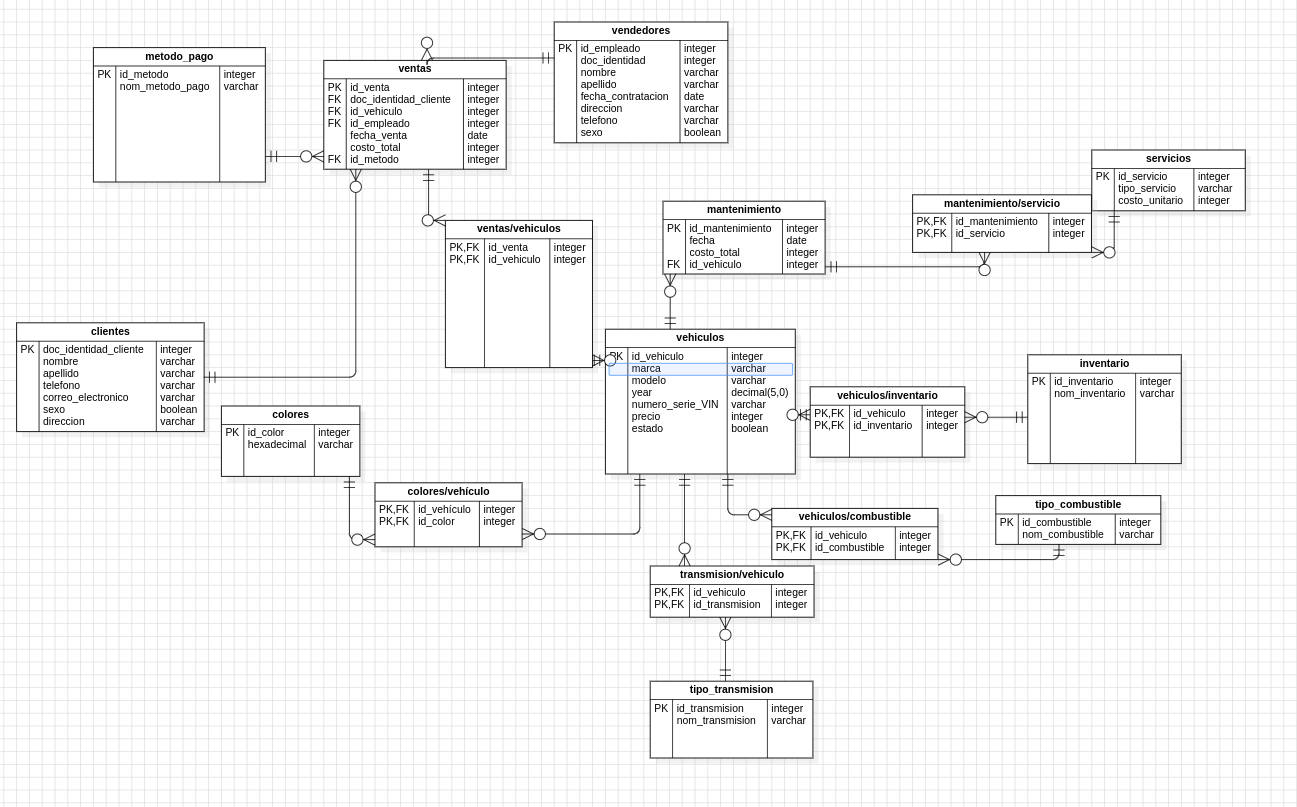 vendedores
PK id_empleado integer
doc_identidad integer
nombre varchar
apellido varchar
fecha_contratacion date
direccion varchar
telefono varchar
sexo boolean
metodo_pago
PK id_metodo integer
nom_metodo_pago varchar
ventas
PK id_venta integer
FK doc_identidad_cliente integer
FK id_vehiculo integer
FK id_empleado integer
fecha_venta date
costo_total integer
FK id_metodo integer
servicios
PK id_servicio integer
tipo_servicio varchar
costo_unitario integer
mantenimiento/servicio
PK,FK id_mantenimiento integer
PK,FK id_servicio integer
mantenimiento
PK id_mantenimiento integer
fecha date
costo_total integer
FK id_vehiculo integer
ventas/vehiculos
PK,FK id_venta integer
PK,FK id_vehiculo integer
clientes
PK doc_identidad_cliente integer
nombre varchar
apellido varchar
telefono varchar
correo_electronico varchar
sexo boolean
direccion varchar
vehiculos
PK id_vehiculo integer
marca varchar
modelo varchar
year decimal(5,0)
numero_serie_VIN varchar
precio integer
estado boolean
inventario
PK id_inventario integer
nom_inventario varchar
vehiculos/inventario
PK,FK id_vehiculo integer
PK,FK id_inventario integer
colores
PK id_color integer
hexadecimal varchar
colores/vehículo
PK,FK id_vehículo integer
PK,FK id_color integer
tipo_combustible
PK id_combustible integer
nom_combustible varchar
vehiculos/combustible
PK,FK id_vehiculo integer
PK,FK id_combustible integer
transmision/vehiculo
PK,FK id_vehiculo integer
PK,FK id_transmision integer
tipo_transmision
PK id_transmision integer
nom_transmision varchar